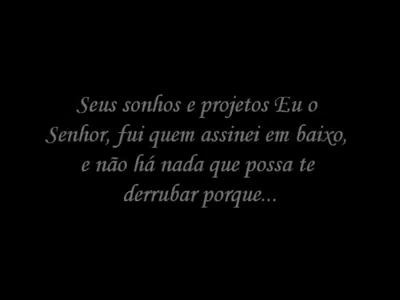 Seus sonhos e projetos Eu o
Senhor, fui quem assinei em baixo,
e não há nada que possa te
derrubar porque...